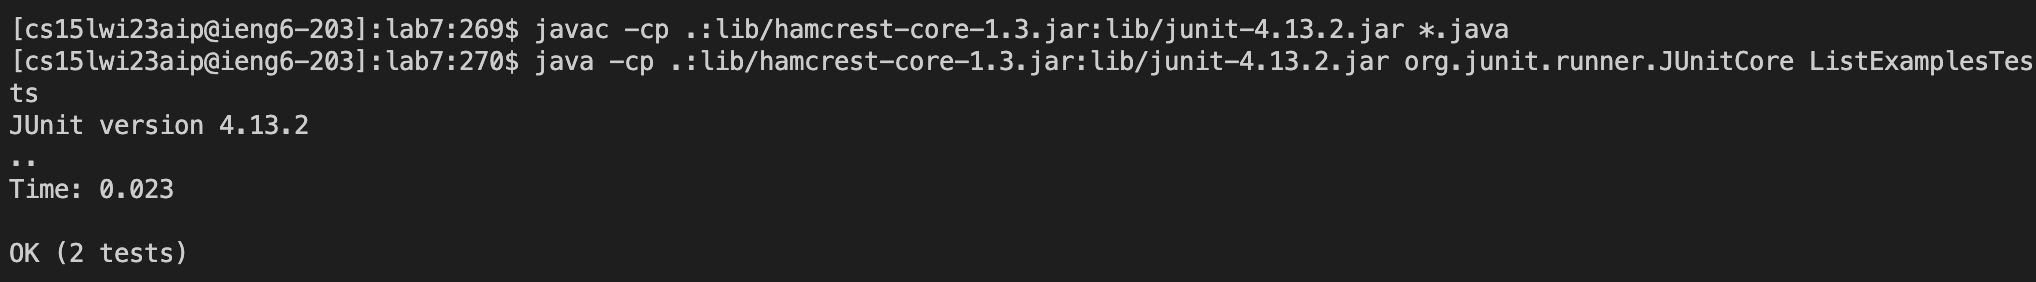 [cs15lwi23aip@ieng6-203]:lab7:269$ javac -cp .:lib/hamcrest-core-1.3.jar:lib/junit-4.13.2.jar *.java
[cs15lwi23aip@ieng6-203]:lab7:270$ java -cp .:lib/hamcrest-core-1.3.jar:lib/junit-4.13.2.jar org.junit.runner.JUnitCore ListExamplesTes
ts
JUnit version 4.13.2
..
Time: 0.023

OK (2 tests)